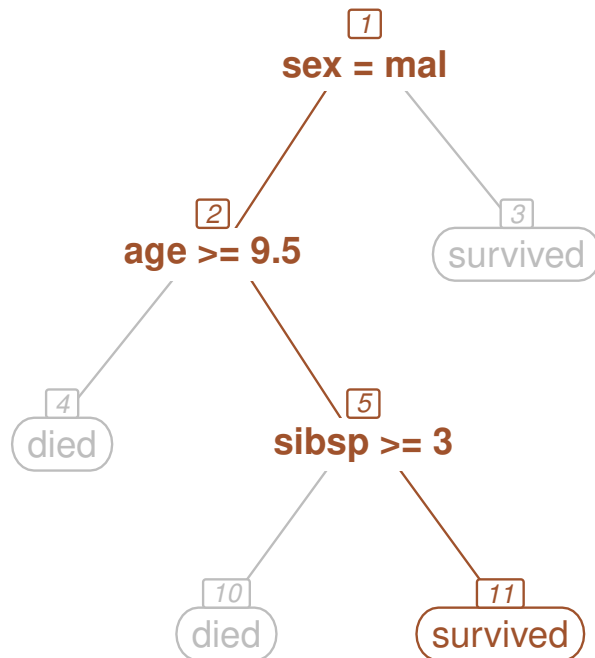 1
sex = mal
2
3
age >= 9.5
survived
4
5
died
sibsp >= 3
10
11
died
survived